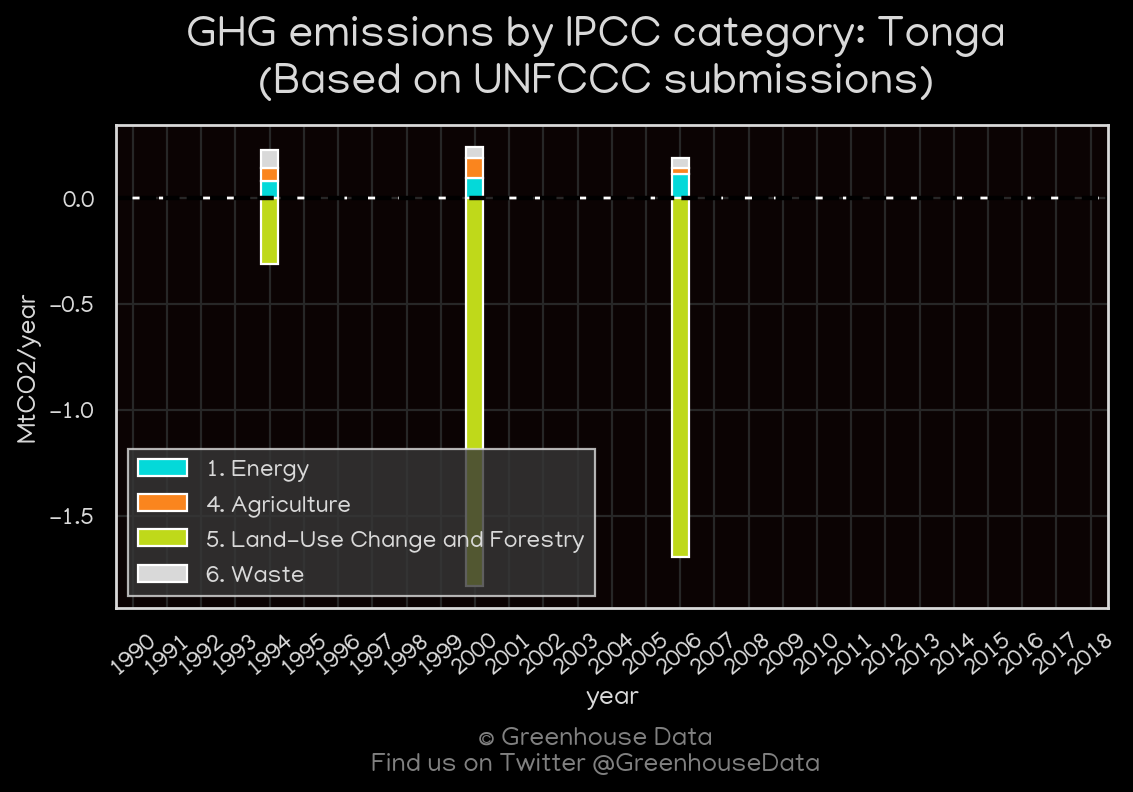 GHG emissions by IPCC category: Tonga
(Based on UNFCCC submissions)
MtCO2/year
0.0
−0.5
−1.0
−1.5
1. Energy
4. Agriculture
5. Land-Use Change and Forestry
6. Waste
1990 1991 1992 1993 1994 1995 1996 1997 1998 1999 2000 2001 2002 2003 2004 2005 2006 2007 2008 2009 2010 2011 2012 2013 2014 2015 2016 2017 2018
year
© Greenhouse Data
Find us on Twitter @GreenhouseData